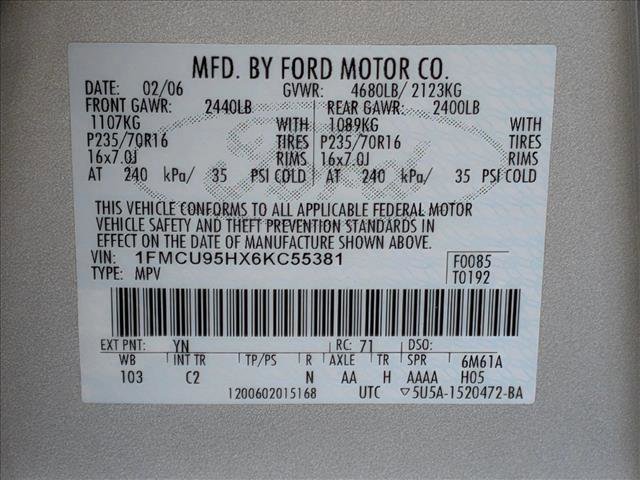 MFD. BY FORD MOTOR CO.
DATE: 02/06 GVWR: 4680LB/ 2123KG
FRONT GAWR: 2440LB REAR GAWR: 2400LB
1107KG WITH 1089KG WITH
P235/70R16 TIRES P235/70R16 TIRES
16x7.0J RIMS 16x7.0J RIMS
AT 240 kPa/ 35 PSI COLD AT 240 kPa/ 35 PSI COLD
Ford
THIS VEHICLE CONFORMS TO ALL APPLICABLE FEDERAL MOTOR
VEHICLE SAFETY AND THEFT PREVENTION STANDARDS IN
EFFECT ON THE DATE OF MANUFACTURE SHOWN ABOVE.
VIN: 1FMCU95HX6KC55381 F0085
TYPE: MPV T0192
EXT PNT: YN RC: 71 DSO:
WB INT TR TP/PS R AXLE TR SPR 6M61A
103 C2 N AA H AAAA H05
1200602015168 UTC 5U5A-1520472-BA